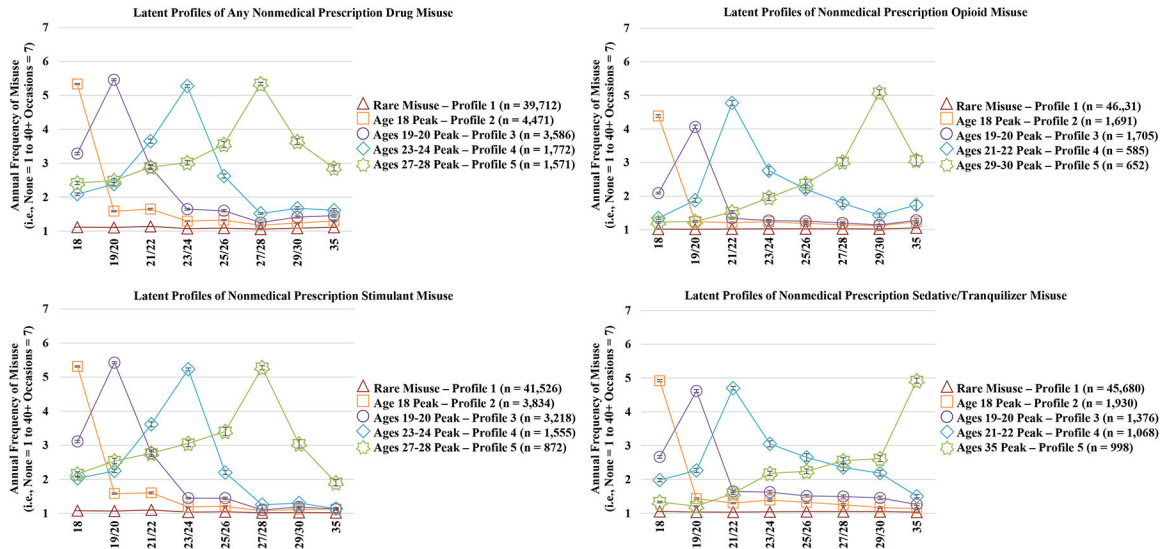 Latent Profiles of Any Nonmedical Prescription Drug Misuse
Annual Frequency of Misuse
(i.e., None = 1 to 40+ Occasions = 7)
7
6
5
4
3
2
1
18
19/20
21/22
23/24
25/26
27/28
29/30
35
Rare Misuse – Profile 1 (n = 39,712)
Age 18 Peak – Profile 2 (n = 4,471)
Ages 19-20 Peak – Profile 3 (n = 3,586)
Ages 23-24 Peak – Profile 4 (n = 1,772)
Ages 27-28 Peak – Profile 5 (n = 1,571)
Latent Profiles of Nonmedical Prescription Opioid Misuse
Annual Frequency of Misuse
(i.e., None = 1 to 40+ Occasions = 7)
7
6
5
4
3
2
1
18
19/20
21/22
23/24
25/26
27/28
29/30
35
Rare Misuse – Profile 1 (n = 46,,31)
Age 18 Peak – Profile 2 (n = 1,691)
Ages 19-20 Peak – Profile 3 (n = 1,705)
Ages 21-22 Peak – Profile 4 (n = 585)
Ages 29-30 Peak – Profile 5 (n = 652)
Latent Profiles of Nonmedical Prescription Stimulant Misuse
Annual Frequency of Misuse
(i.e., None = 1 to 40+ Occasions = 7)
7
6
5
4
3
2
1
18
19/20
21/22
23/24
25/26
27/28
29/30
35
Rare Misuse – Profile 1 (n = 41,526)
Age 18 Peak – Profile 2 (n = 3,834)
Ages 19-20 Peak – Profile 3 (n = 3,218)
Ages 23-24 Peak – Profile 4 (n = 1,555)
Ages 27-28 Peak – Profile 5 (n = 872)
Latent Profiles of Nonmedical Prescription Sedative/Tranquilizer Misuse
Annual Frequency of Misuse
(i.e., None = 1 to 40+ Occasions = 7)
7
6
5
4
3
2
1
18
19/20
21/22
23/24
25/26
27/28
29/30
35
Rare Misuse – Profile 1 (n = 45,680)
Age 18 Peak – Profile 2 (n = 1,930)
Ages 19-20 Peak – Profile 3 (n = 1,376)
Ages 21-22 Peak – Profile 4 (n = 1,068)
Ages 35 Peak – Profile 5 (n = 998)